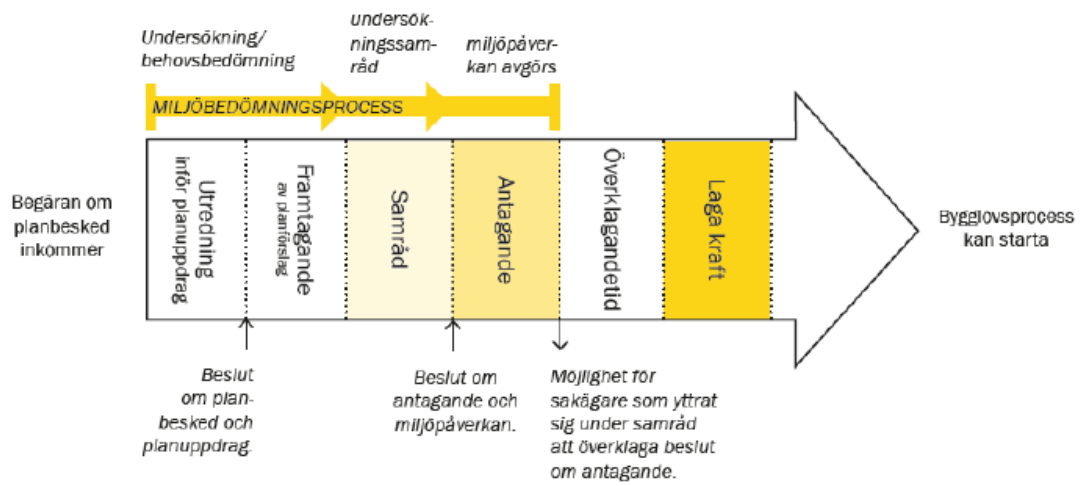 Undersökning/
behovsbedömning
undersök-
ningssam-
råd
miljöpåver-
kan avgörs
MILJÖBEDÖMNINGSPROCESS
Begäran om
planbesked
inkommer
Utredning
inför planuppdrag
Framtagande
av planförslag
Samråd
Antagande
Överklagandetid
Laga kraft
Bygglovsprocess
kan starta
Beslut
om plan-
besked och
planuppdrag.
Beslut om
antagande och
miljöpåverkan.
Möjlighet för
sakägare som yttrat
sig under samråd
att överklaga beslut
om antagande.